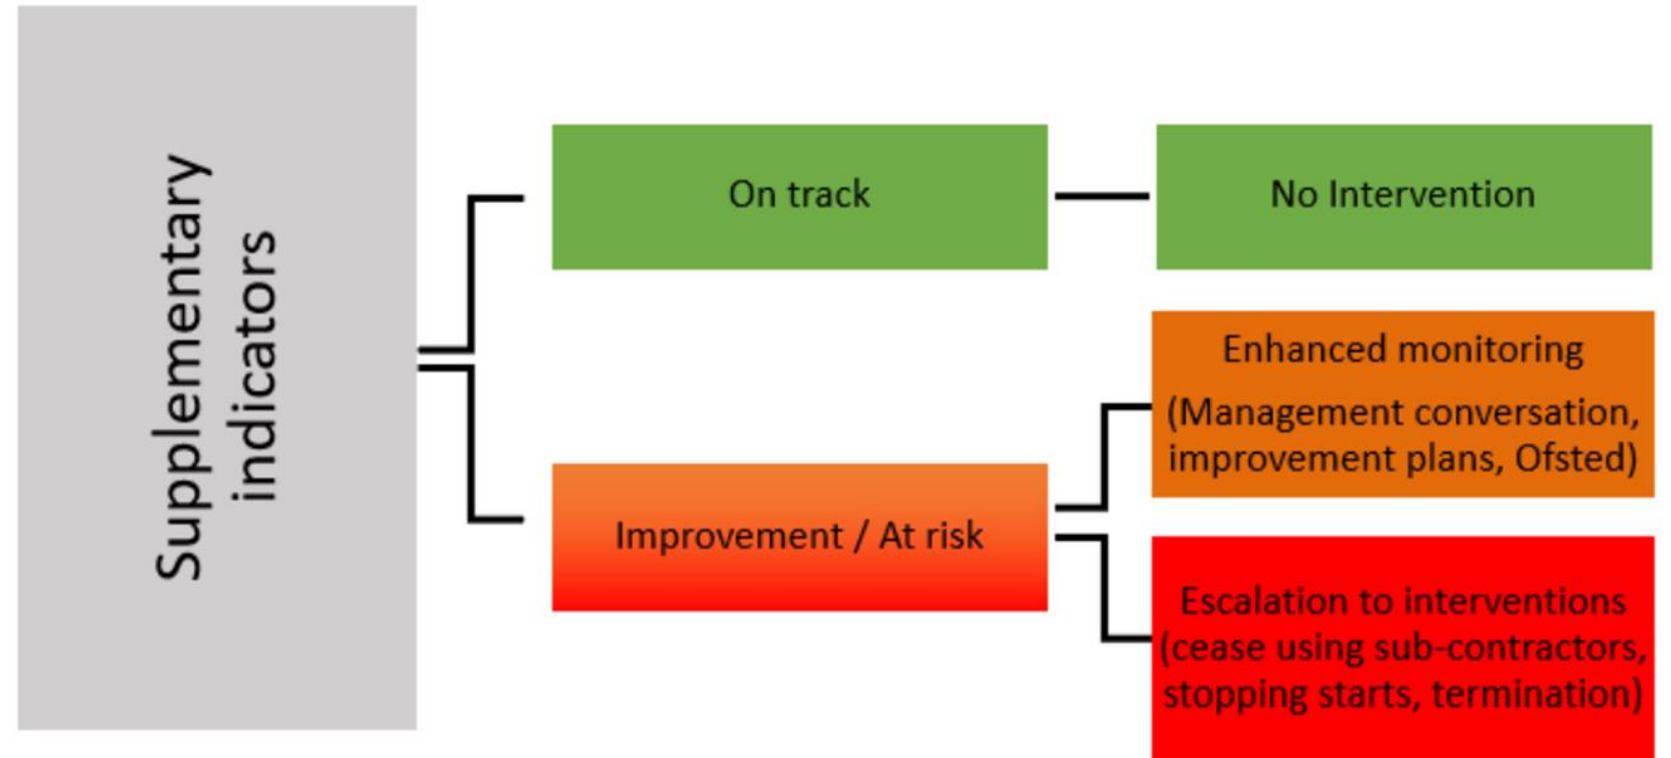 Supplementary
indicators
On track
No Intervention
Improvement / At risk
Enhanced monitoring
(Management conversation,
improvement plans, Ofsted)
Escalation to interventions
(cease using sub-contractors,
stopping starts, termination)